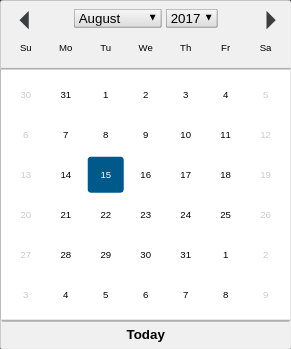 August 2017
Su Mo Tu We Th Fr Sa
30 31 1 2 3 4 5
6 7 8 9 10 11 12
13 14 15 16 17 18 19
20 21 22 23 24 25 26
27 28 29 30 31 1 2
3 4 5 6 7 8 9
Today